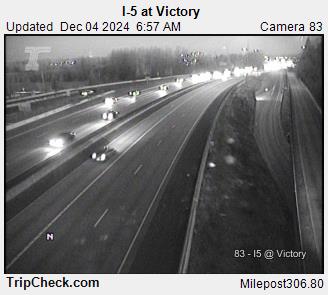 I-5 at Victory
Updated Dec 04 2024 6:57 AM Camera 83
T
N
83 - I5 @ Victory
TripCheck.com Milepost306.80